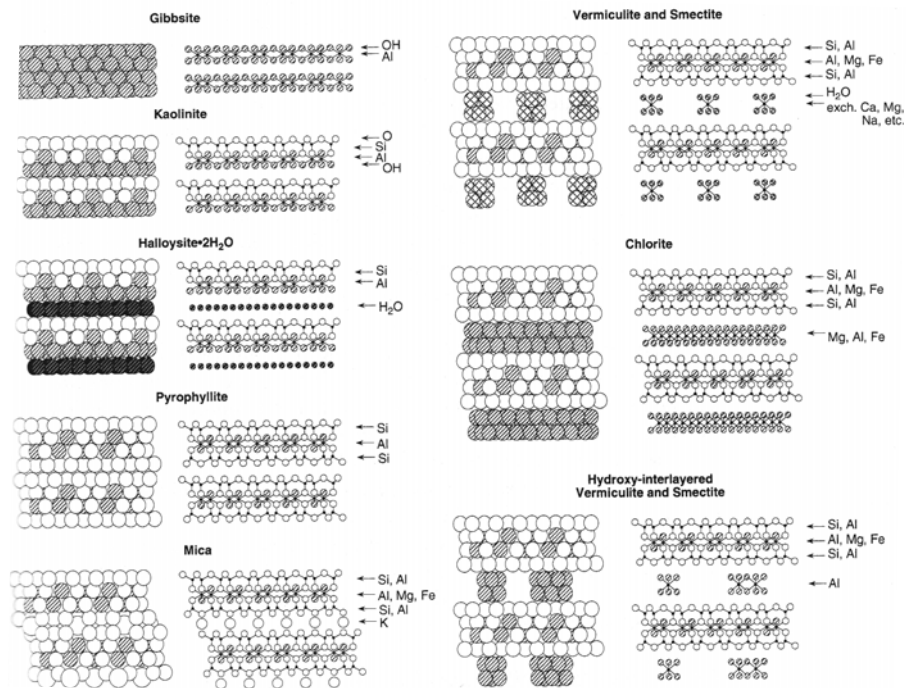 Gibbsite
OH
Al
Kaolinite
O
Si
Al
OH
Halloysite•2H₂O
Si
Al
H₂O
Pyrophyllite
Si
Al
Si
Mica
Si, Al
Al, Mg, Fe
Si, Al
K
Vermiculite and Smectite
Si, Al
Al, Mg, Fe
Si, Al
H₂O
exch. Ca, Mg,
Na, etc.
Chlorite
Si, Al
Al, Mg, Fe
Si, Al
Mg, Al, Fe
Hydroxy-interlayered
Vermiculite and Smectite
Si, Al
Al, Mg, Fe
Si, Al
Al